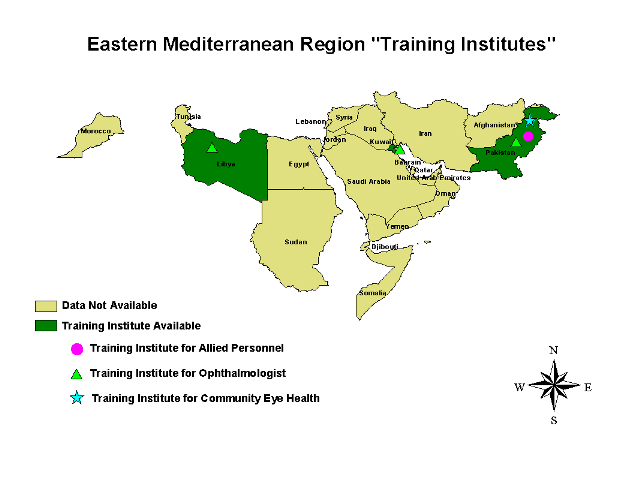 Eastern Mediterranean Region "Training Institutes"
Morocco
Tunisia
Libya
Egypt
Sudan
Lebanon
Syria
Jordan
Iraq
Kuwait
Iran
Afghanistan
Pakistan
Bahrain
Qatar
United Arab Emirates
Saudi Arabia
Oman
Yemen
Djibouti
Somalia
Data Not Available
Training Institute Available
Training Institute for Allied Personnel
Training Institute for Ophthalmologist
Training Institute for Community Eye Health
N
W E
S